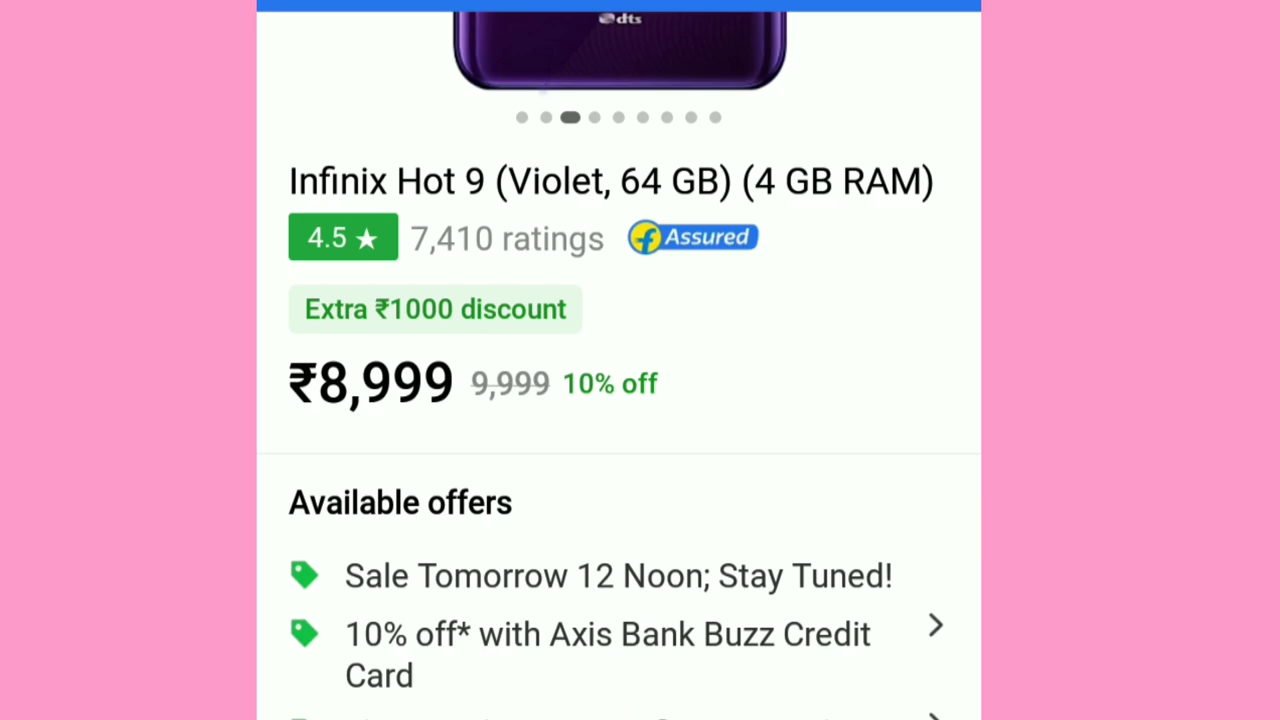 dts
Infinix Hot 9 (Violet, 64 GB) (4 GB RAM)
4.5 ★ 7,410 ratings f Assured
Extra ₹1000 discount
₹8,999 9,999 10% off
Available offers
Sale Tomorrow 12 Noon; Stay Tuned!
10% off* with Axis Bank Buzz Credit
Card